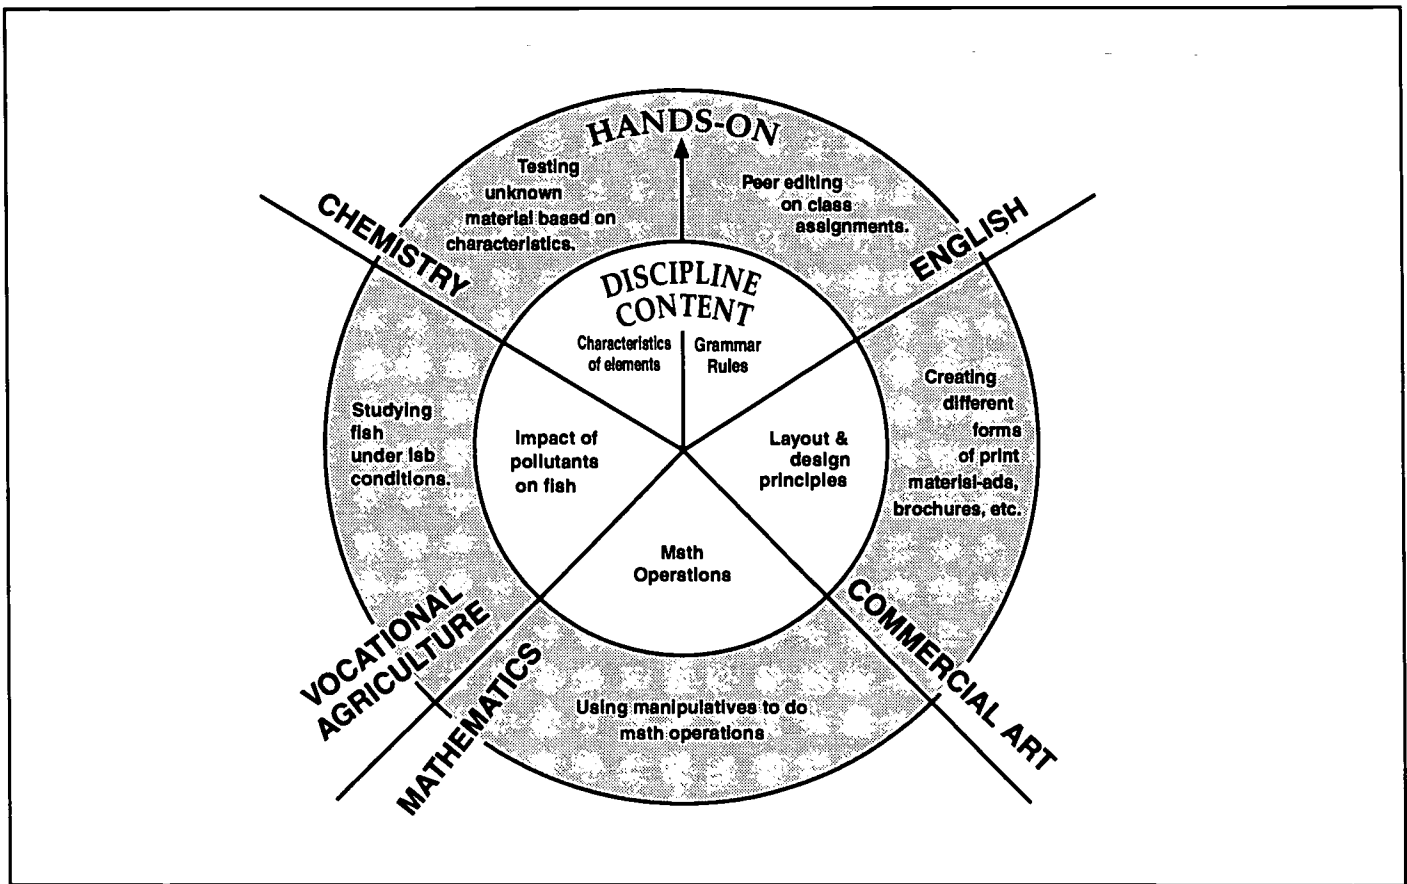 HANDS-ON
Testing
unknown
material based on
characteristics.
Peer editing
on class
assignments.
CHEMISTRY
ENGLISH
DISCIPLINE
CONTENT
Characteristics
of elements
Grammar
Rules
Studying
fish
under lab
conditions.
Impact of
pollutants
on fish
Layout &
design
principles
Creating
different
forms
of print
material-ads,
brochures, etc.
Math
Operations
VOCATIONAL
AGRICULTURE
MATHEMATICS
COMMERCIAL ART
Using manipulatives to do
math operations